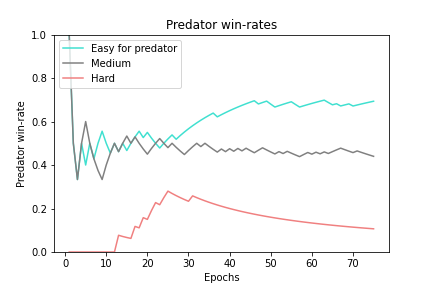 Predator win-rates
Easy for predator
Medium
Hard
1.0
0.8
0.6
0.4
0.2
0.0
Predator win-rate
0 10 20 30 40 50 60 70
Epochs